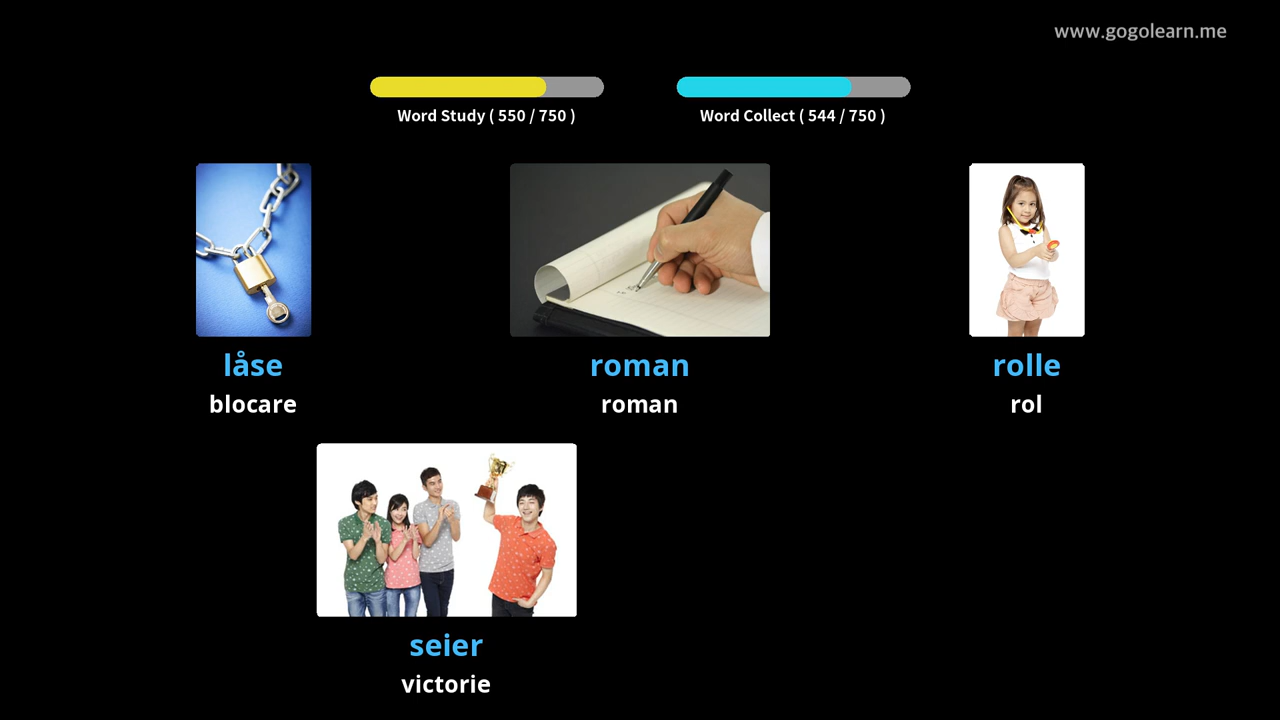 www.gogolearn.me
Word Study ( 550 / 750 )
Word Collect ( 544 / 750 )
låse
blocare
roman
roman
rolle
rol
seier
victorie